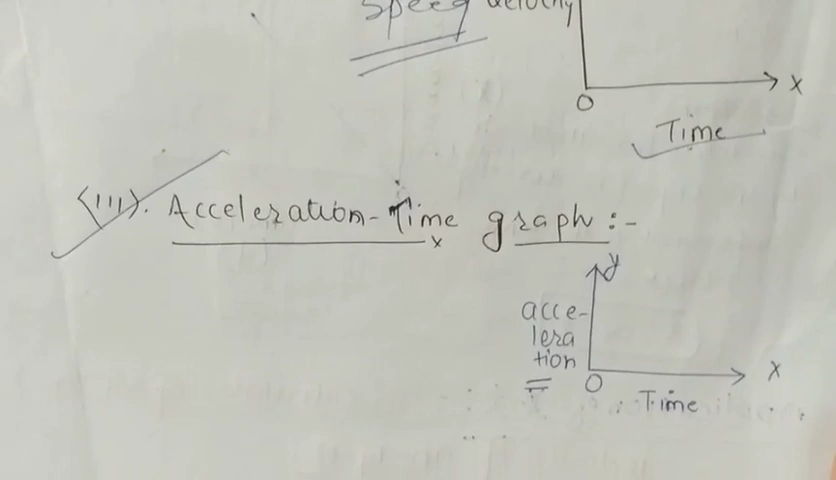 Speed velocity
X
O
Time
(III). Acceleration-Time graph :-
y
acce-
lera
tion
X
O
Time